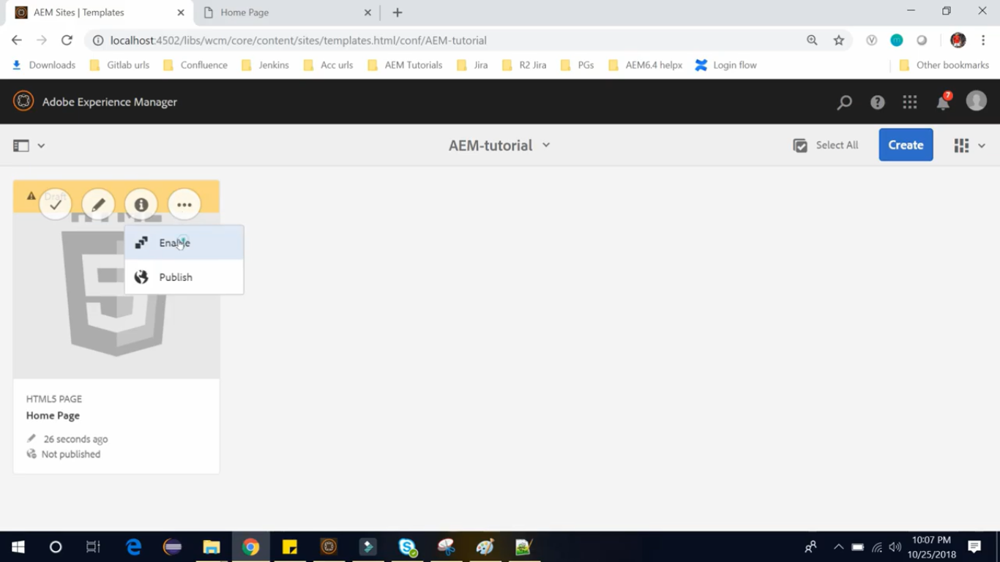 AEM Sites | Templates
Home Page
localhost:4502/libs/wcm/core/content/sites/templates.html/conf/AEM-tutorial
Downloads Gitlab urls Confluence Jenkins Acc urls AEM Tutorials Jira R2 Jira PGs AEM6.4 helpx Login flow Other bookmarks
Adobe Experience Manager
7
AEM-tutorial
Select All
Create
Draft
Enable
Publish
HTML5 PAGE
Home Page
26 seconds ago
Not published
10:07 PM
10/25/2018